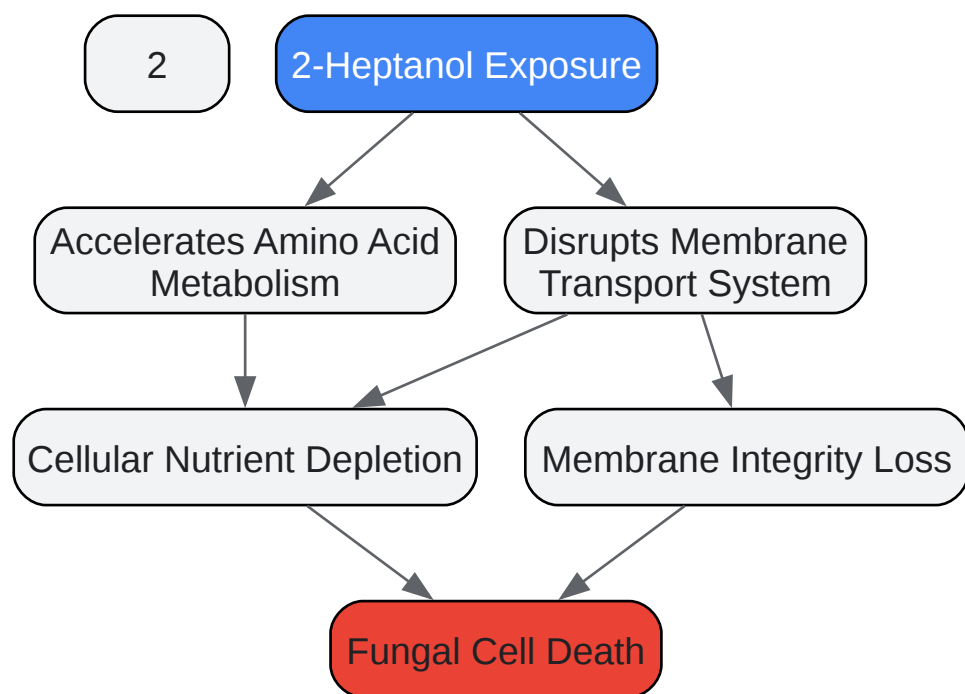 2
2-Heptanol Exposure
Accelerates Amino Acid
Metabolism
Disrupts Membrane
Transport System
Cellular Nutrient Depletion
Membrane Integrity Loss
Fungal Cell Death